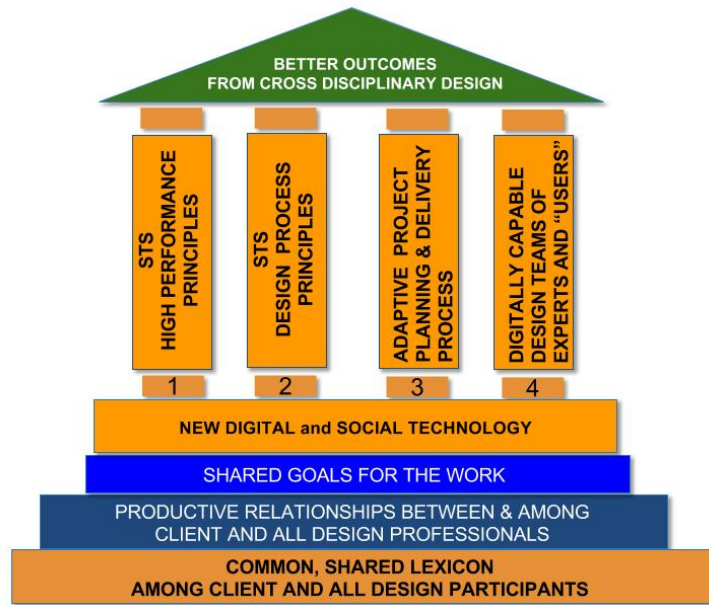 BETTER OUTCOMES
FROM CROSS DISCIPLINARY DESIGN
STS
HIGH PERFORMANCE
PRINCIPLES
STS
DESIGN PROCESS
PRINCIPLES
ADAPTIVE PROJECT
PLANNING & DELIVERY
PROCESS
DIGITALLY CAPABLE
DESIGN TEAMS OF
EXPERTS AND “USERS”
1
2
3
4
NEW DIGITAL and SOCIAL TECHNOLOGY
SHARED GOALS FOR THE WORK
PRODUCTIVE RELATIONSHIPS BETWEEN & AMONG
CLIENT AND ALL DESIGN PROFESSIONALS
COMMON, SHARED LEXICON
AMONG CLIENT AND ALL DESIGN PARTICIPANTS